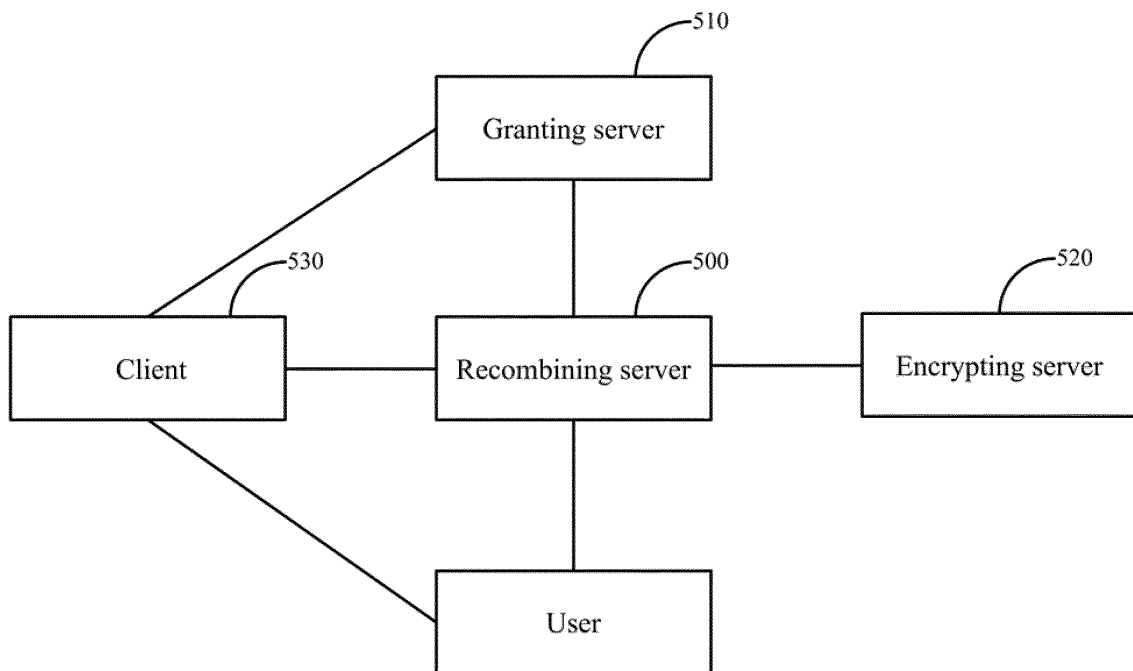 510
Granting server
530
500
520
Client
Recombining server
Encrypting server
User